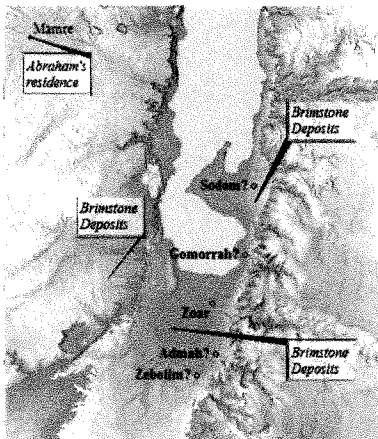 Mamre
Abraham's
residence
Brimstone
Deposits
Sodom?
Brimstone
Deposits
Gomorrah?
Zoar
Admah?
Brimstone
Deposits
Zeboiim?